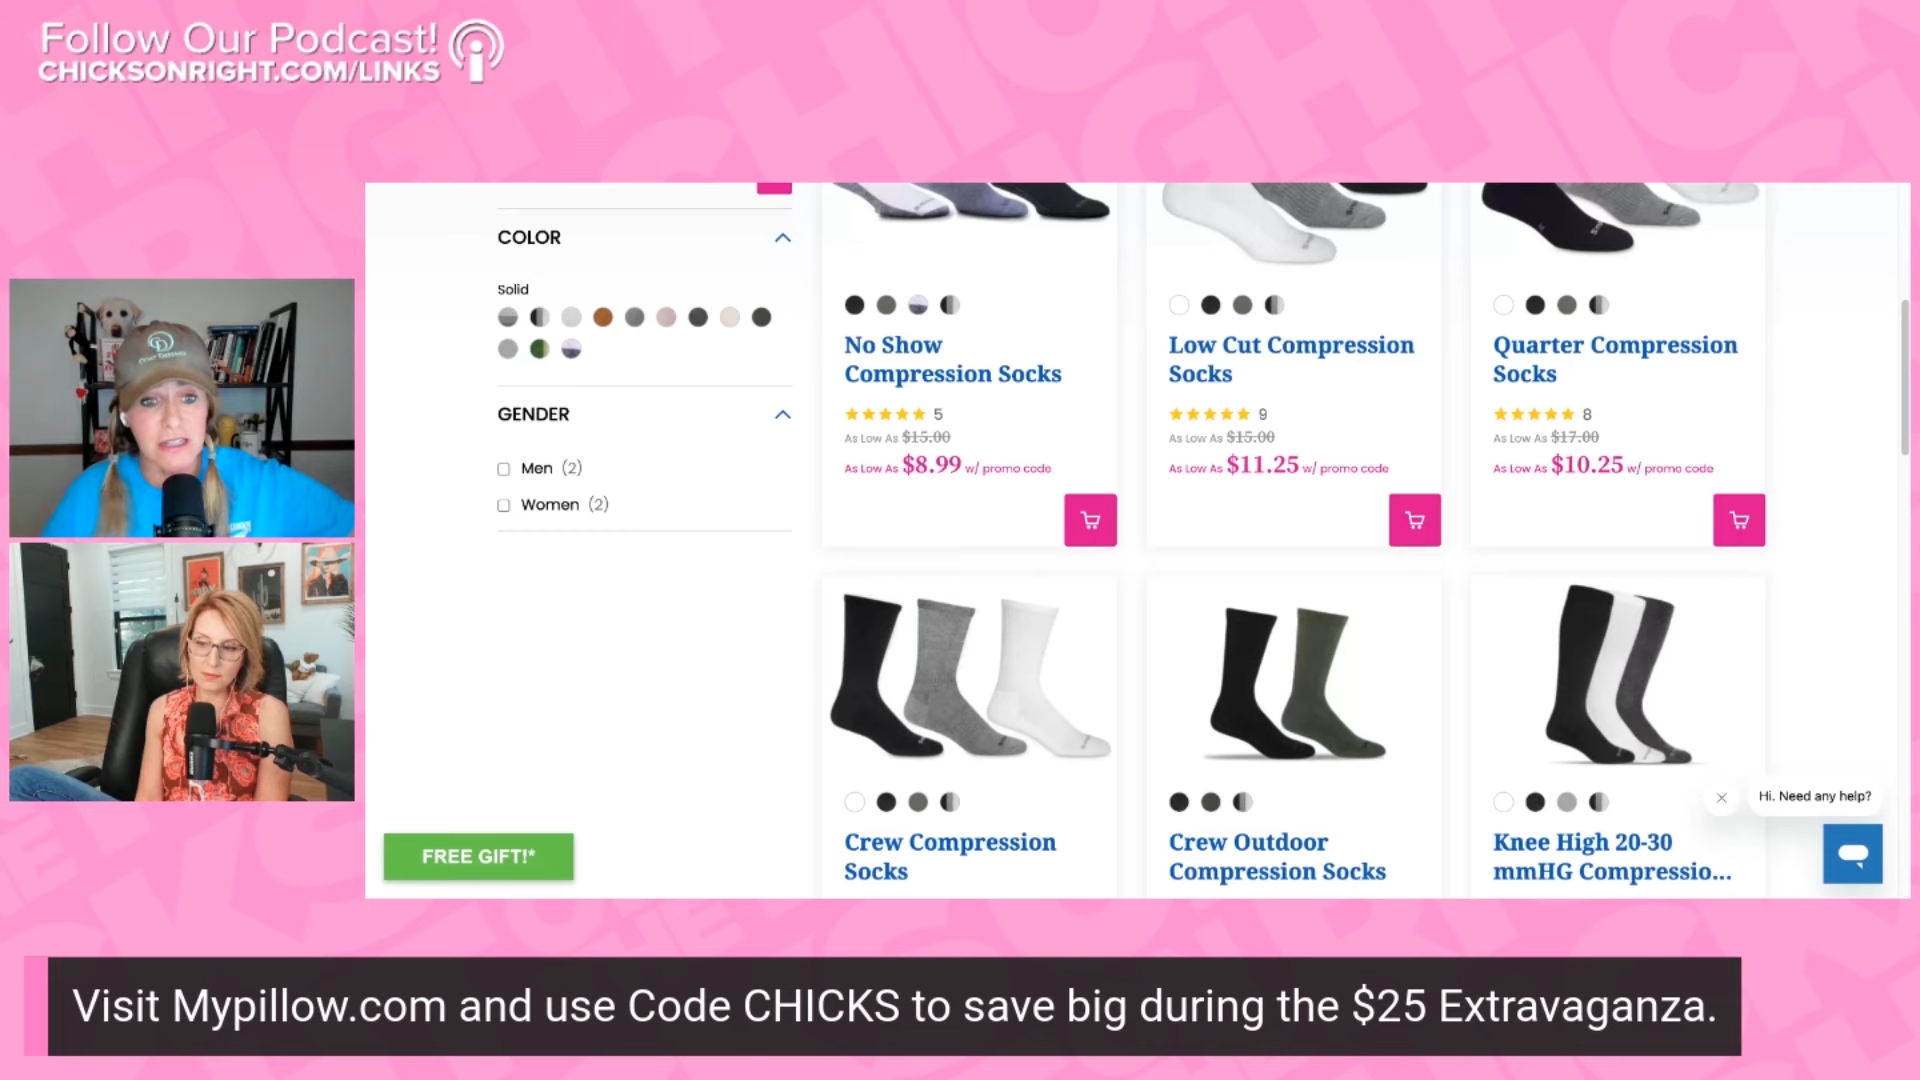 Follow Our Podcast!
CHICKSONRIGHT.COM/LINKS
COLOR
Solid
GENDER
Men (2)
Women (2)
No Show
Compression Socks
5
As Low As $15.00
As Low As $8.99 w/ promo code
Low Cut Compression
Socks
9
As Low As $15.00
As Low As $11.25 w/ promo code
Quarter Compression
Socks
8
As Low As $17.00
As Low As $10.25 w/ promo code
Crew Compression
Socks
Crew Outdoor
Compression Socks
Knee High 20-30
mmHG Compressio...
Hi. Need any help?
FREE GIFT!*
Visit Mypillow.com and use Code CHICKS to save big during the $25 Extravaganza.